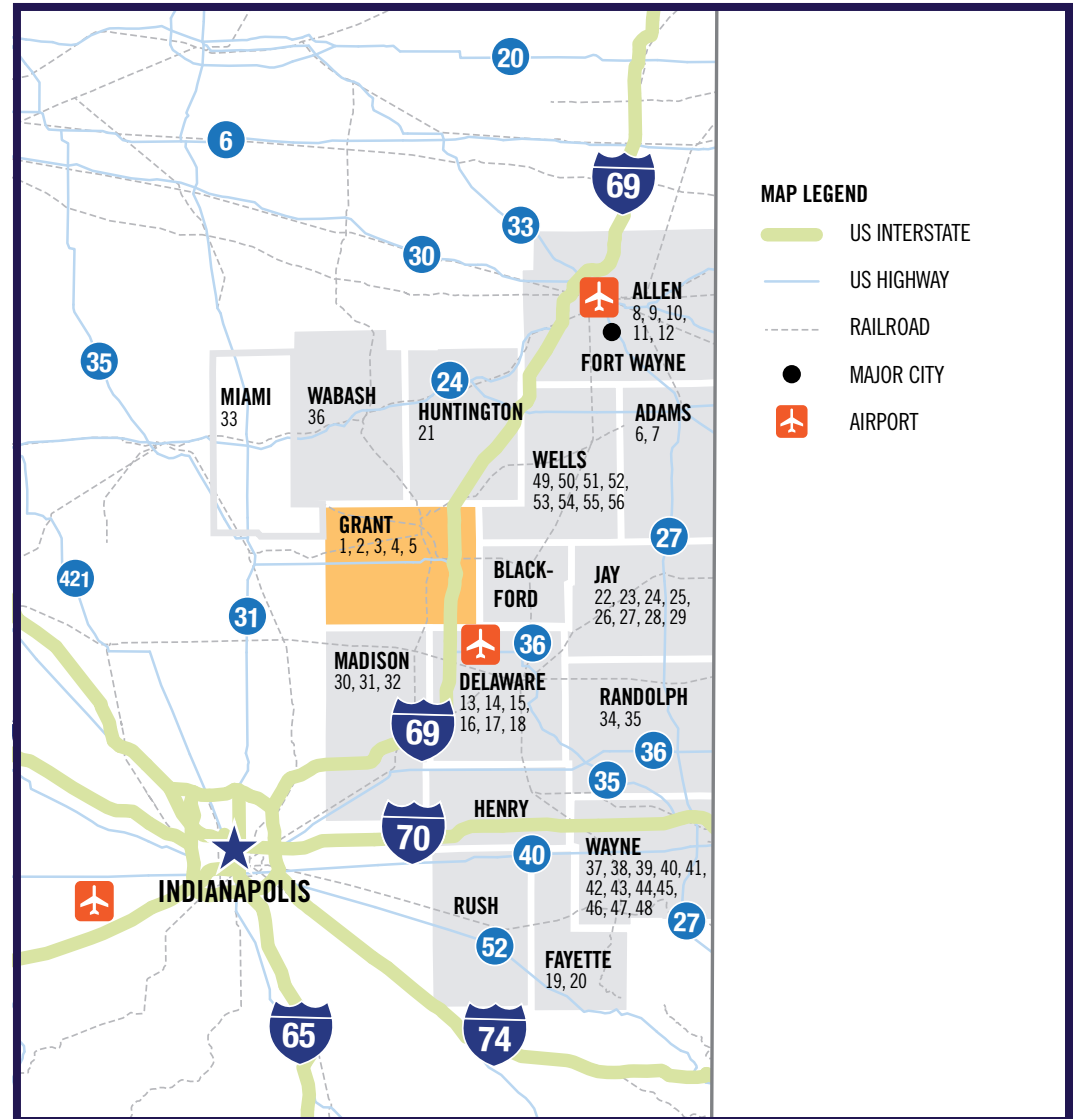 20
6
69
33
30
ALLEN
8, 9, 10,
11, 12
FORT WAYNE
35
24
MIAMI
33
WABASH
36
HUNTINGTON
21
ADAMS
6, 7
WELLS
49, 50, 51, 52,
53, 54, 55, 56
GRANT
1, 2, 3, 4, 5
27
421
31
BLACK-
FORD
JAY
22, 23, 24, 25,
26, 27, 28, 29
36
MADISON
30, 31, 32
DELAWARE
13, 14, 15,
16, 17, 18
69
RANDOLPH
34, 35
36
35
HENRY
70
40
WAYNE
37, 38, 39, 40, 41,
42, 43, 44,45,
46, 47, 48
27
INDIANAPOLIS
RUSH
52
FAYETTE
19, 20
65
74
MAP LEGEND
US INTERSTATE
US HIGHWAY
RAILROAD
MAJOR CITY
AIRPORT